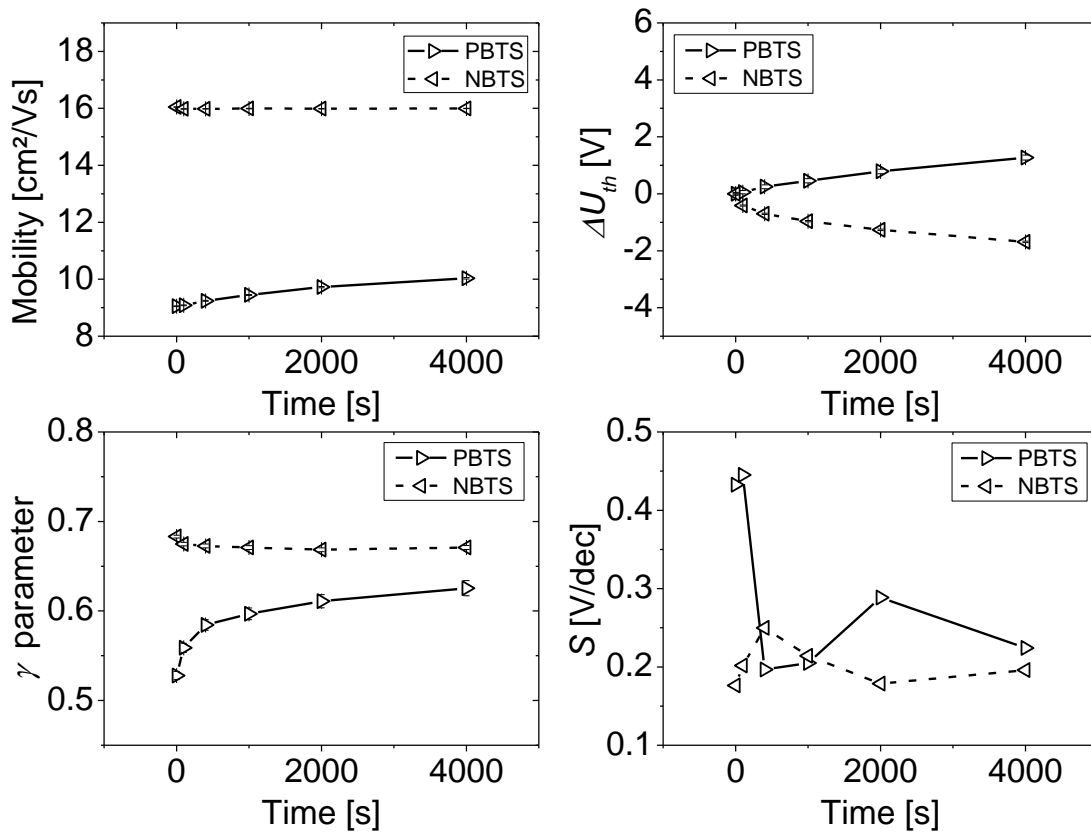 18
16
14
12
10
8
Mobility [cm²/Vs]
PBTS
NBTS
0
2000
4000
Time [s]
6
4
2
0
-2
-4
ΔU_th [V]
PBTS
NBTS
0
2000
4000
Time [s]
0.8
0.7
0.6
0.5
γ parameter
PBTS
NBTS
0
2000
4000
Time [s]
0.5
0.4
0.3
0.2
0.1
S [V/dec]
PBTS
NBTS
0
2000
4000
Time [s]